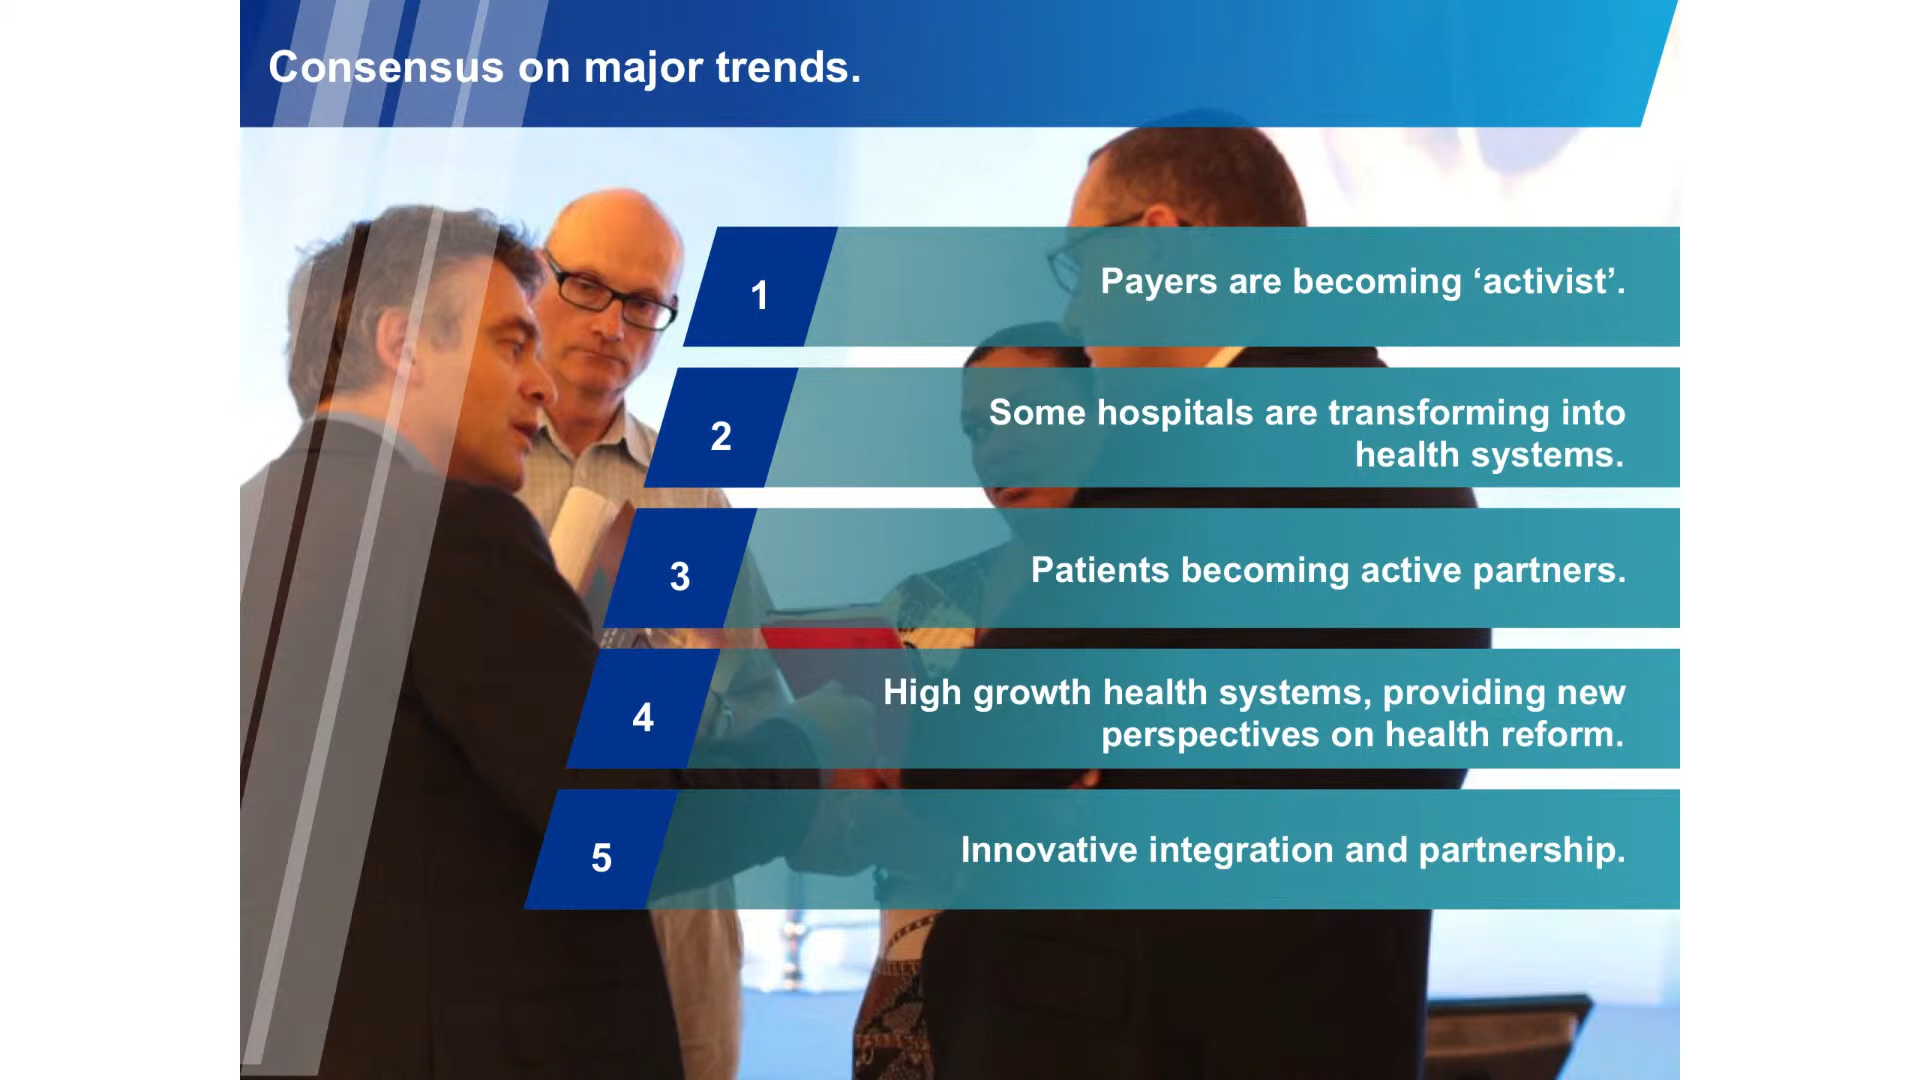 Consensus on major trends.
1
Payers are becoming ‘activist’.
2
Some hospitals are transforming into
health systems.
3
Patients becoming active partners.
4
High growth health systems, providing new
perspectives on health reform.
5
Innovative integration and partnership.